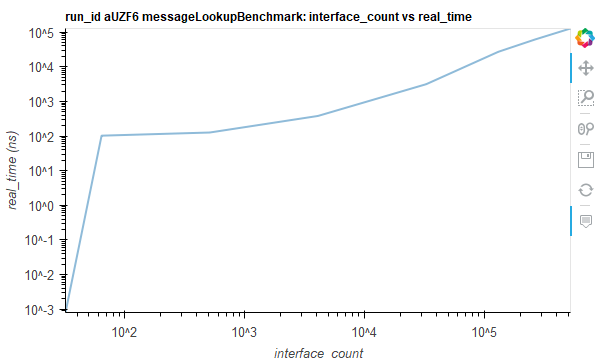 run_id aUZF6 messageLookupBenchmark: interface_count vs real_time
10^5
10^4
10^3
10^2
10^1
10^0
10^-1
10^-2
10^-3
real_time (ns)
10^2 10^3 10^4 10^5
interface_count